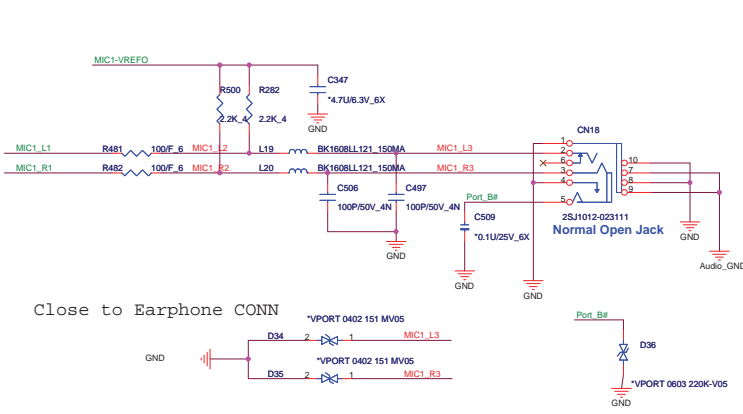 MIC1-VREFO
C347
*4.7U/6.3V_6X
GND
R500
2.2K_4
R282
2.2K_4
MIC1_L1
R481
100/F_6
MIC1_L2
L19
BK1608LL121_150MA
MIC1_L3
MIC1_R1
R482
100/F_6
MIC1_R2
L20
BK1608LL121_150MA
MIC1_R3
C506
100P/50V_4N
C497
100P/50V_4N
GND
Port_B#
C509
*0.1U/25V_6X
GND
CN18
1
2
6
3
4
5
10
7
8
9
2SJ1012-023111
Normal Open Jack
GND
GND
Audio_GND
Close to Earphone CONN
*VPORT 0402 151 MV05
D34
2
1
MIC1_L3
GND
*VPORT 0402 151 MV05
D35
2
1
MIC1_R3
Port_B#
D36
*VPORT 0603 220K-V05
GND